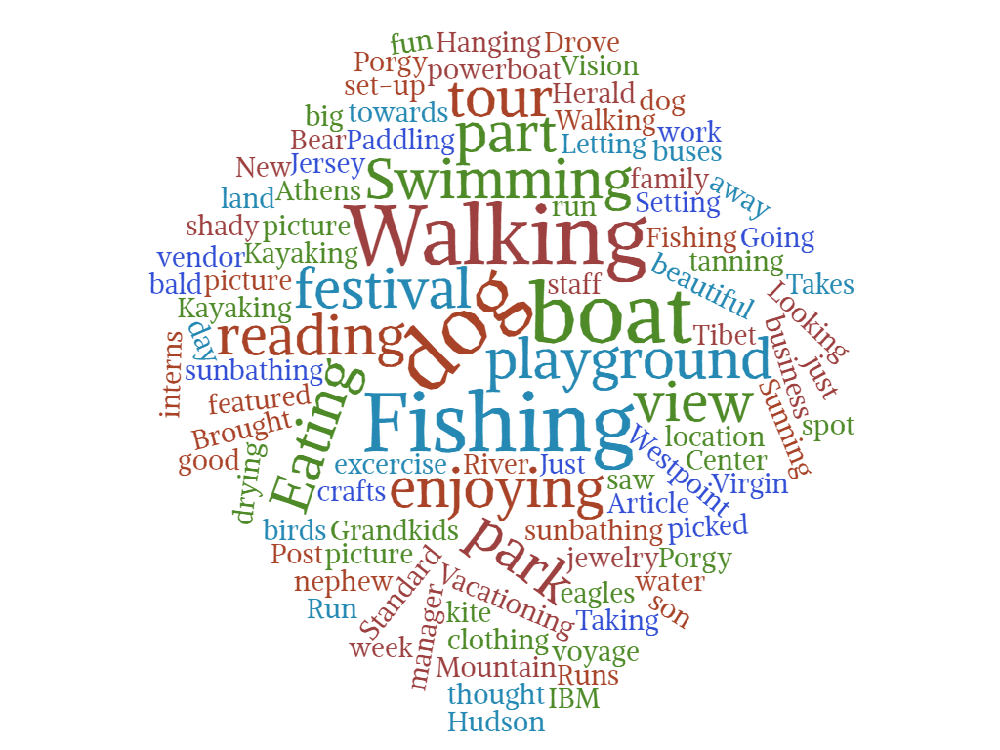 fun Hanging Drove
Porgy powerboat Vision
set-up tour Herald dog
big towards part Walking work
Bear Paddling Letting buses
New Jersey Swimming family away
land Athens run Setting
shady picture Walking Fishing Going
vendor Kayaking beautiful tanning
bald picture festival dog staff boat Takes
Kayaking Looking
day reading Tibet business just
interns sunbathing playground
featured Eating Fishing view Sunning
Brought location spot
good excercise River Just Westpoint Center
drying crafts enjoying saw Virgin
Article
birds Grandkids park sunbathing picked
Post picture jewelry Porgy
nephew Standard Vacationing eagles water
Run manager kite Taking son
week clothing voyage
Mountain Runs
thought IBM
Hudson